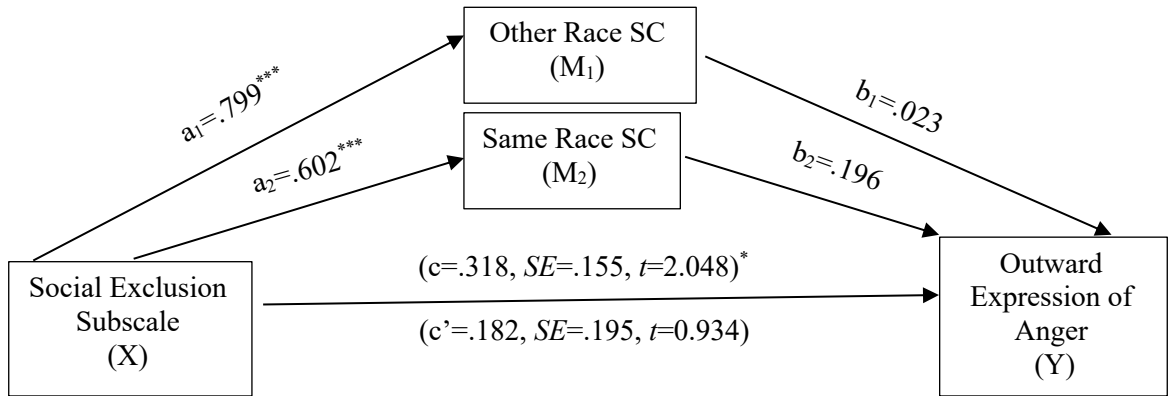 Other Race SC
(M₁)
a₁=.799***
b₁=.023
Same Race SC
(M₂)
a₂=.602***
b₂=.196
Social Exclusion
Subscale
(X)
(c=.318, SE=.155, t=2.048)*
(c’=.182, SE=.195, t=0.934)
Outward
Expression of
Anger
(Y)